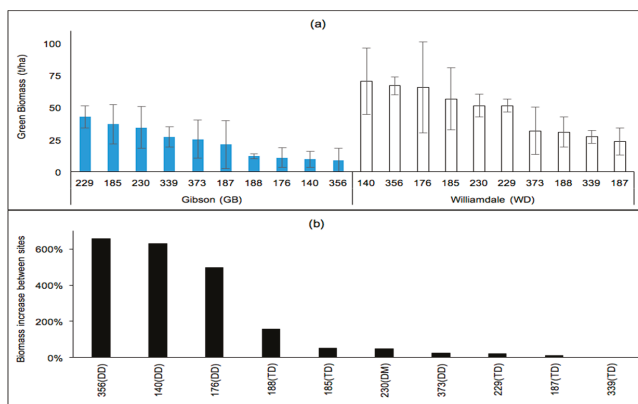 (a)
Green Biomass (t/ha)
100
75
50
25
0
229 185 230 339 373 187 188 176 140 356 140 356 176 185 230 229 373 188 339 187
Gibson (GB) Williamdale (WD)
(b)
Biomass increase between sites
600%
400%
200%
0%
356(DD) 140(DD) 176(DD) 188(TD) 185(TD) 230(DM) 373(DD) 229(TD) 187(TD) 339(TD)